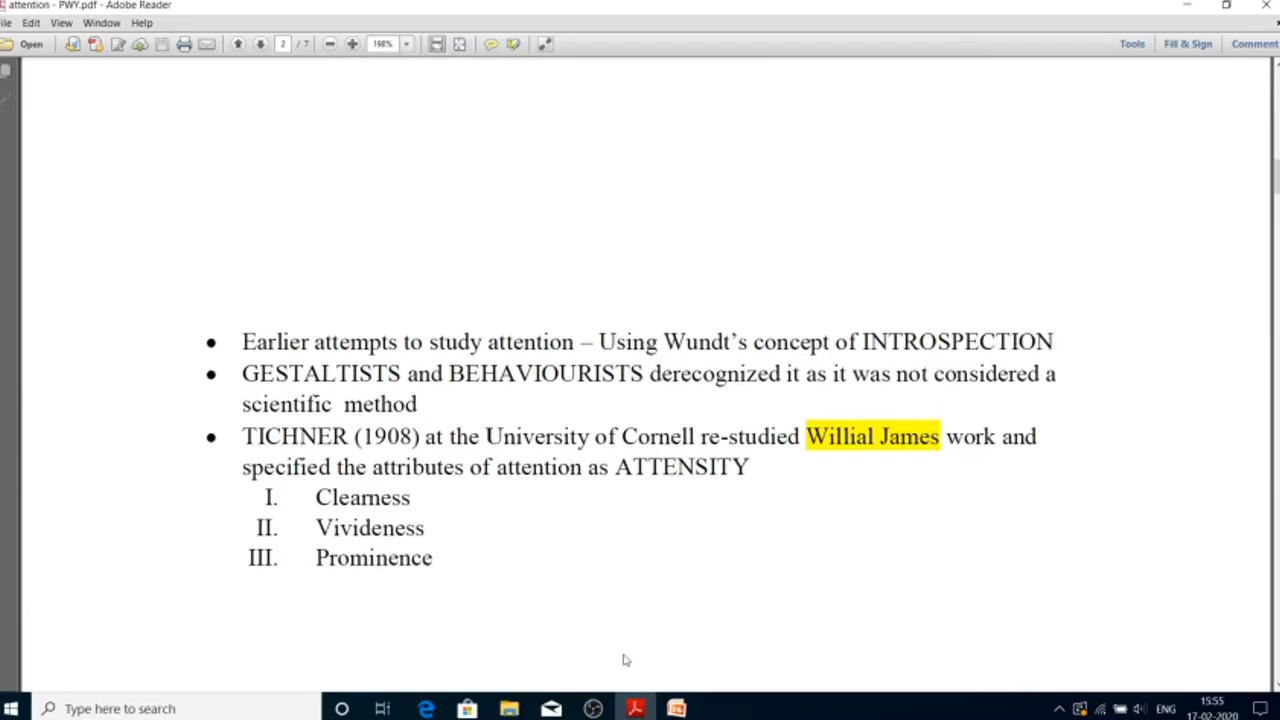 attention - PWY.pdf - Adobe Reader
File Edit View Window Help
Open 2 / 7 198% Tools Fill & Sign Comment
• Earlier attempts to study attention – Using Wundt’s concept of INTROSPECTION
• GESTALTISTS and BEHAVIOURISTS derecognized it as it was not considered a
scientific method
• TICHNER (1908) at the University of Cornell re-studied Willial James work and
specified the attributes of attention as ATTENSITY
I. Clearness
II. Vivideness
III. Prominence
Type here to search
ENG
15:55
17-02-2020